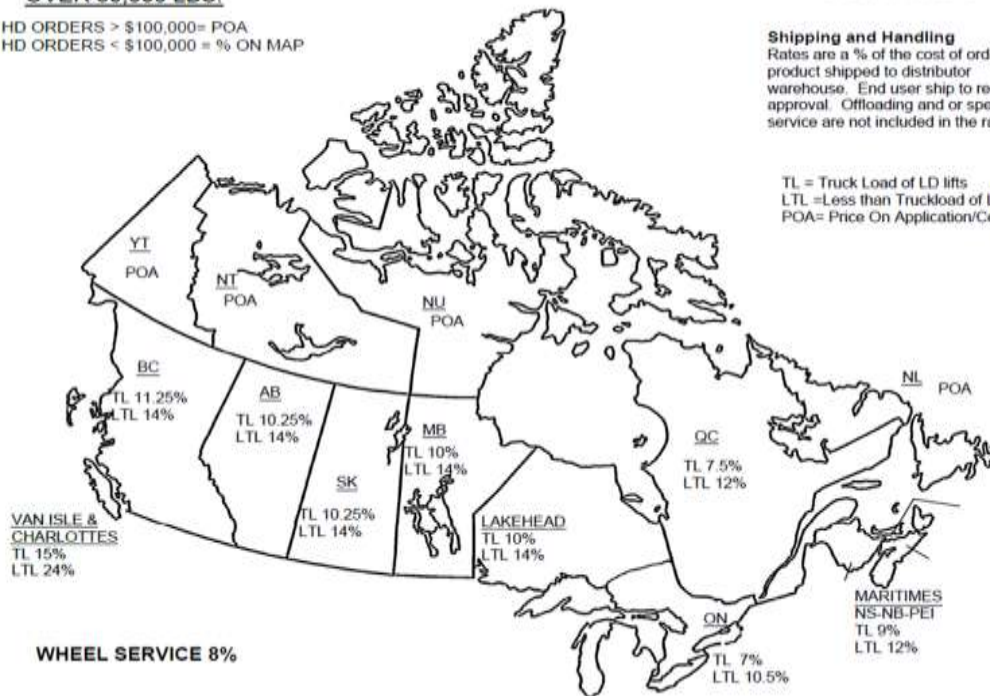 HD ORDERS > $100,000= POA
HD ORDERS < $100,000 = % ON MAP
Shipping and Handling
Rates are a % of the cost of ord
product shipped to distributor
warehouse. End user ship to re
approval. Offloading and or spe
service are not included in the ra
TL = Truck Load of LD lifts
LTL =Less than Truckload of L
POA= Price On Application/Co
YT
POA
NT
POA
NU
POA
BC
TL 11.25%
LTL 14%
AB
TL 10.25%
LTL 14%
SK
TL 10.25%
LTL 14%
MB
TL 10%
LTL 14%
LAKEHEAD
TL 10%
LTL 14%
QC
TL 7.5%
LTL 12%
NL POA
VAN ISLE &
CHARLOTTES
TL 15%
LTL 24%
MARITIMES
NS-NB-PEI
TL 9%
LTL 12%
ON
TL 7%
LTL 10.5%
WHEEL SERVICE 8%